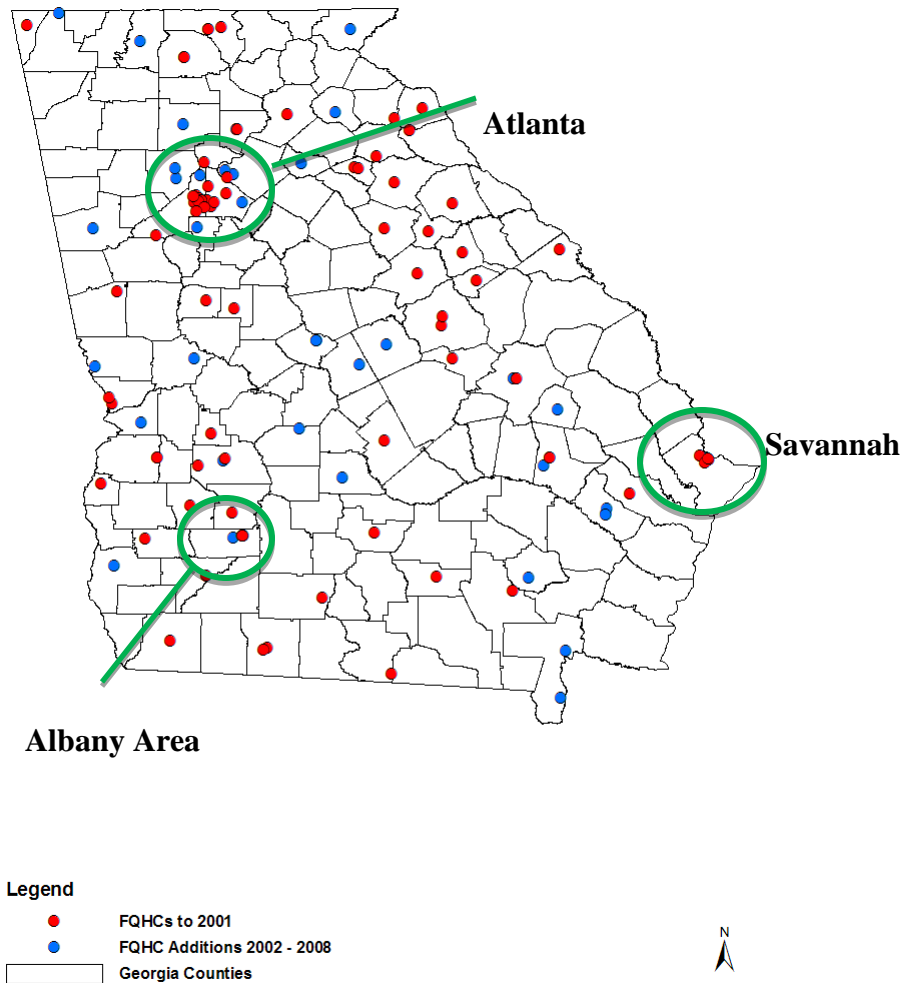 Atlanta
Savannah
Albany Area
Legend
FQHCs to 2001
FQHC Additions 2002 - 2008
Georgia Counties
N